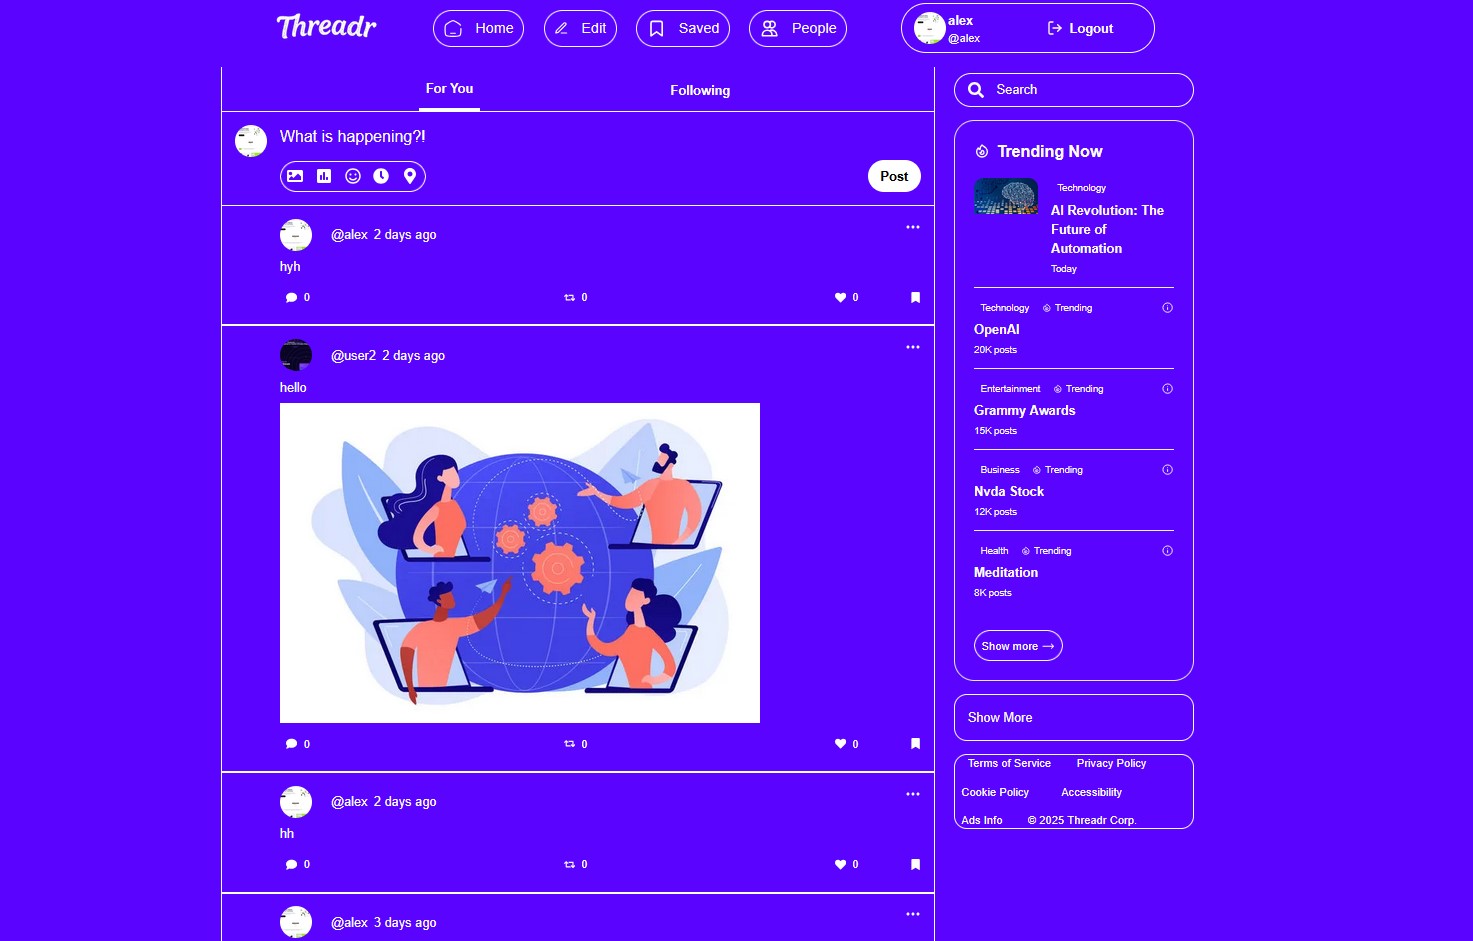 Threadr
Home
Edit
Saved
People
alex
@alex
Logout
For You
Following
What is happening?!
Post
@alex 2 days ago
hyh
0
0
0
@user2 2 days ago
hello
0
0
0
@alex 2 days ago
hh
0
0
0
@alex 3 days ago
Search
Trending Now
Technology
AI Revolution: The
Future of
Automation
Today
Technology Trending
OpenAI
20K posts
Entertainment Trending
Grammy Awards
15K posts
Business Trending
Nvda Stock
12K posts
Health Trending
Meditation
8K posts
Show more →
Show More
Terms of Service Privacy Policy
Cookie Policy Accessibility
Ads Info © 2025 Threadr Corp.